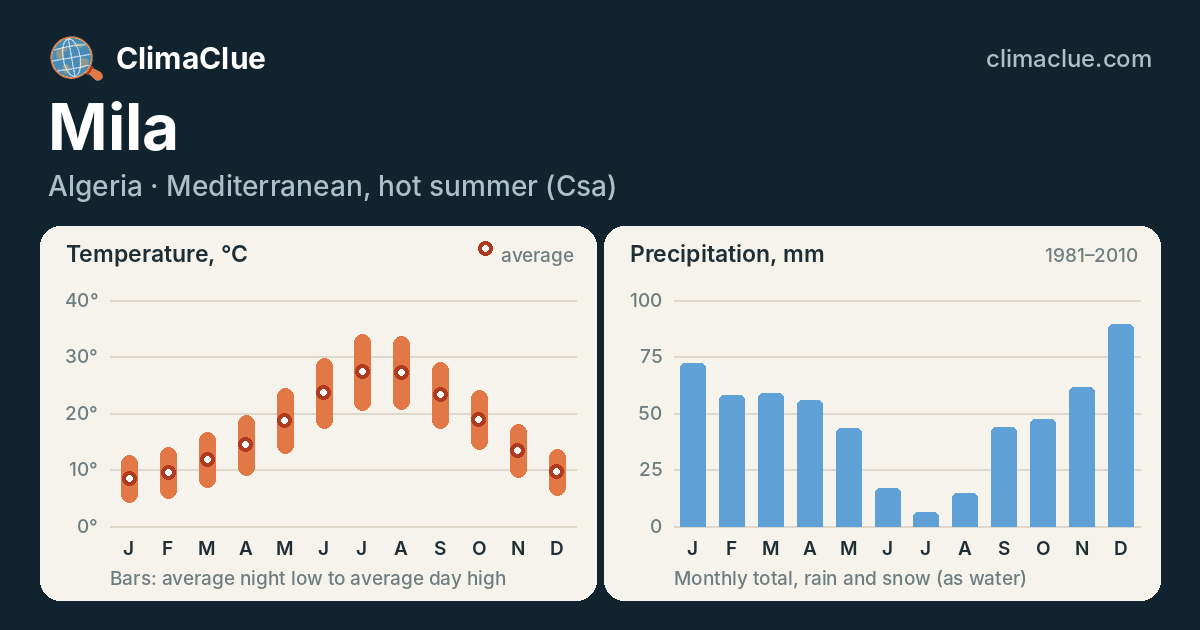 ClimaClue
climaclue.com
Mila
Algeria · Mediterranean, hot summer (Csa)
Temperature, °C
average
40°
30°
20°
10°
0°
J F M A M J J A S O N D
Bars: average night low to average day high
Precipitation, mm
1981–2010
100
75
50
25
0
J F M A M J J A S O N D
Monthly total, rain and snow (as water)